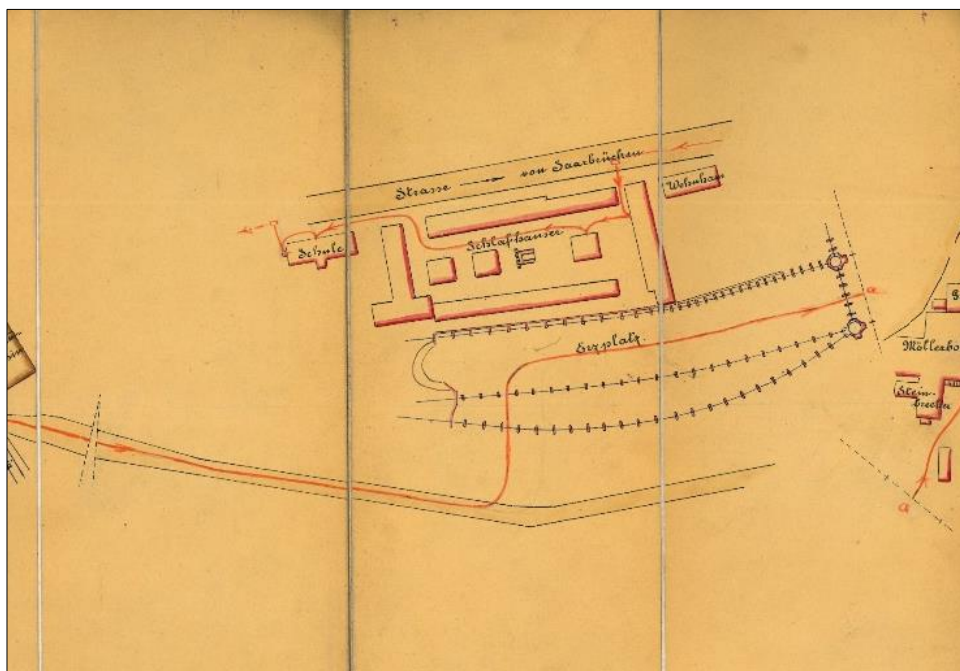 Strasse → von Saarbrücken
Wohnhaus
Schule
Schlafhäuser
Erzplatz.
a
Möllerbo
Stein-
brecher
a